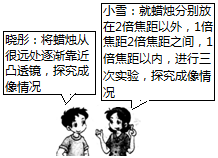 晓彤：将蜡烛从
很远处逐渐靠近
凸透镜，探究成
像情况
小雪：就蜡烛分别放
在2倍焦距以外，1倍
焦距2倍焦距之间，1
倍焦距以内，进行三
次实验，探究成像情
况